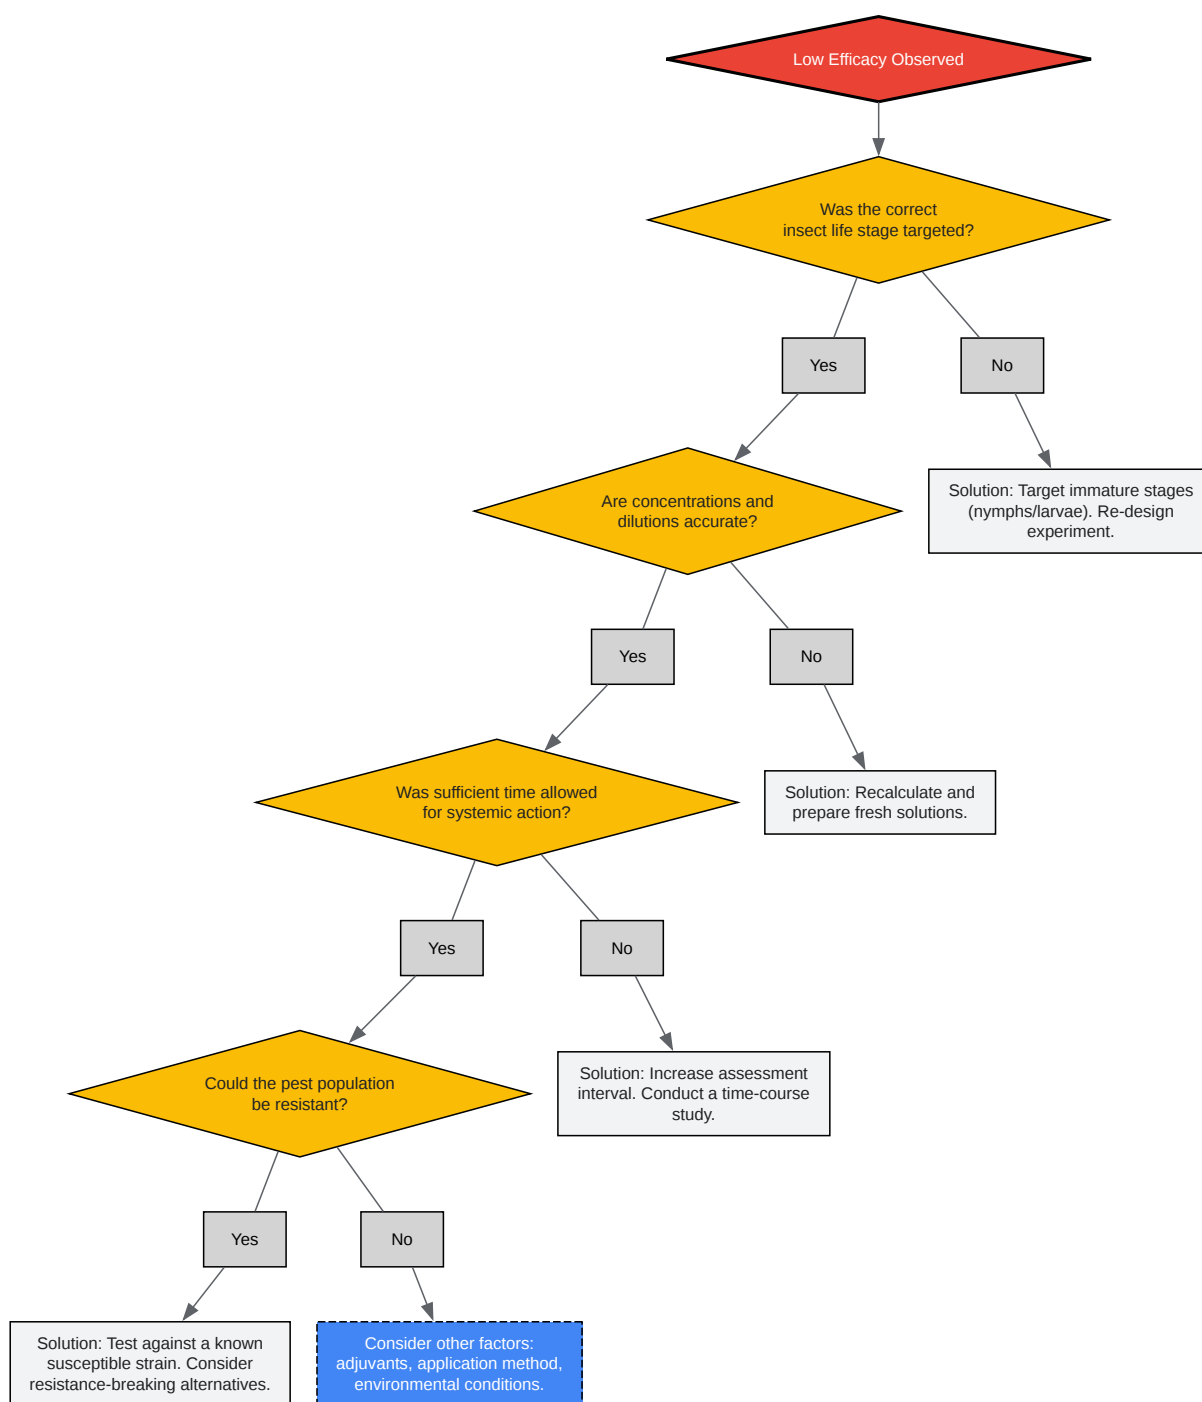 Low Efficacy Observed
Was the correct
insect life stage targeted?
Yes
No
Are concentrations and
dilutions accurate?
Solution: Target immature stages
(nymphs/larvae). Re-design
experiment.
Yes
No
Was sufficient time allowed
for systemic action?
Solution: Recalculate and
prepare fresh solutions.
Yes
No
Could the pest population
be resistant?
Solution: Increase assessment
interval. Conduct a time-course
study.
Yes
No
Solution: Test against a known
susceptible strain. Consider
resistance-breaking alternatives.
Consider other factors:
adjuvants, application method,
environmental conditions.